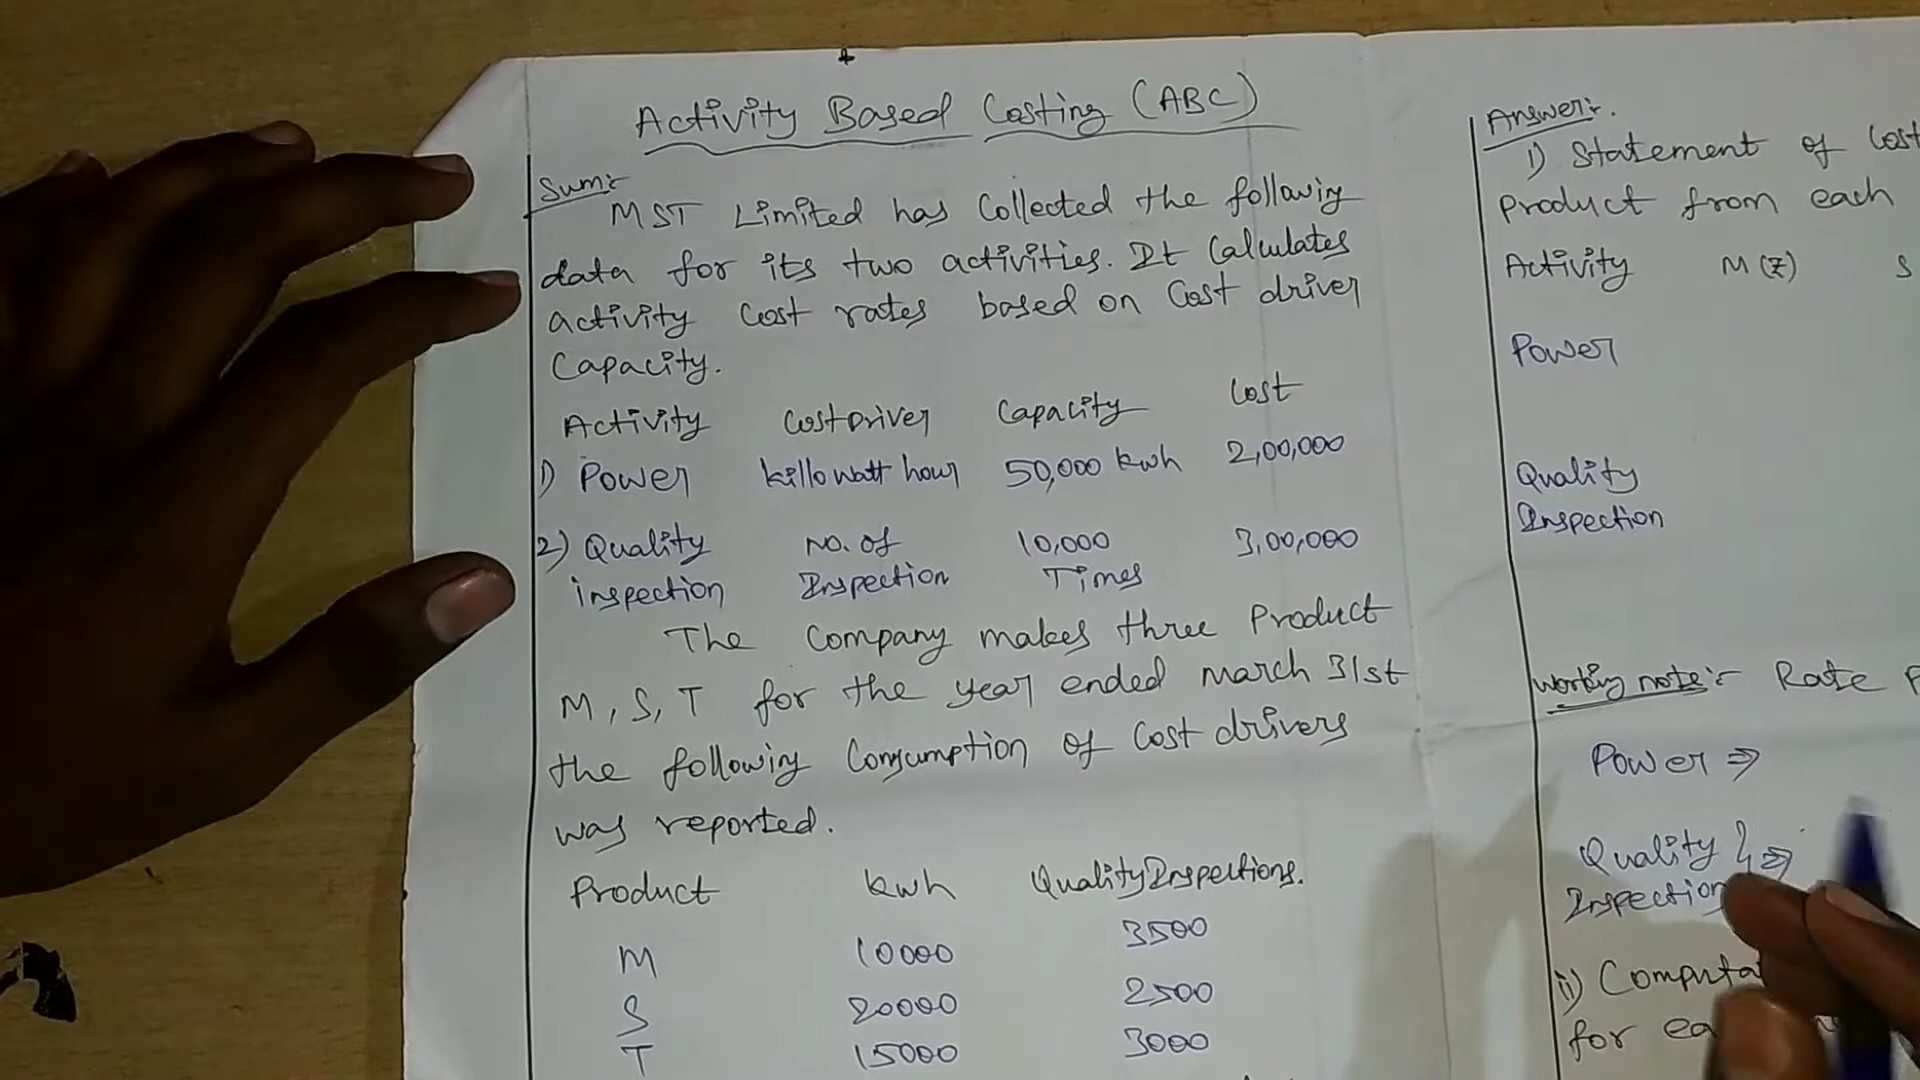 Activity Based Costing (ABC)
Sum:-
MST Limited has Collected the following
data for its two activities. It Calculates
activity Cost rates based on Cost driver
Capacity.
Activity CostDriver Capacity Cost
1) Power killo watt hour 50,000 kwh 2,00,000
2) Quality No. of 10,000 3,00,000
inspection Inspection Times
The Company makes three Product
M, S, T for the year ended march 31st
the following Consumption of Cost drivers
was reported.
Product kwh Quality Inspections.
M 10000 3500
S 20000 2500
T 15000 3000
Answer:-
1) Statement of Cost
Product from each
Activity M (₹) S
Power
Quality
Inspection
Working note:- Rate P
Power ⇒
Quality } ⇒
Inspection
ii) Computa
for ea